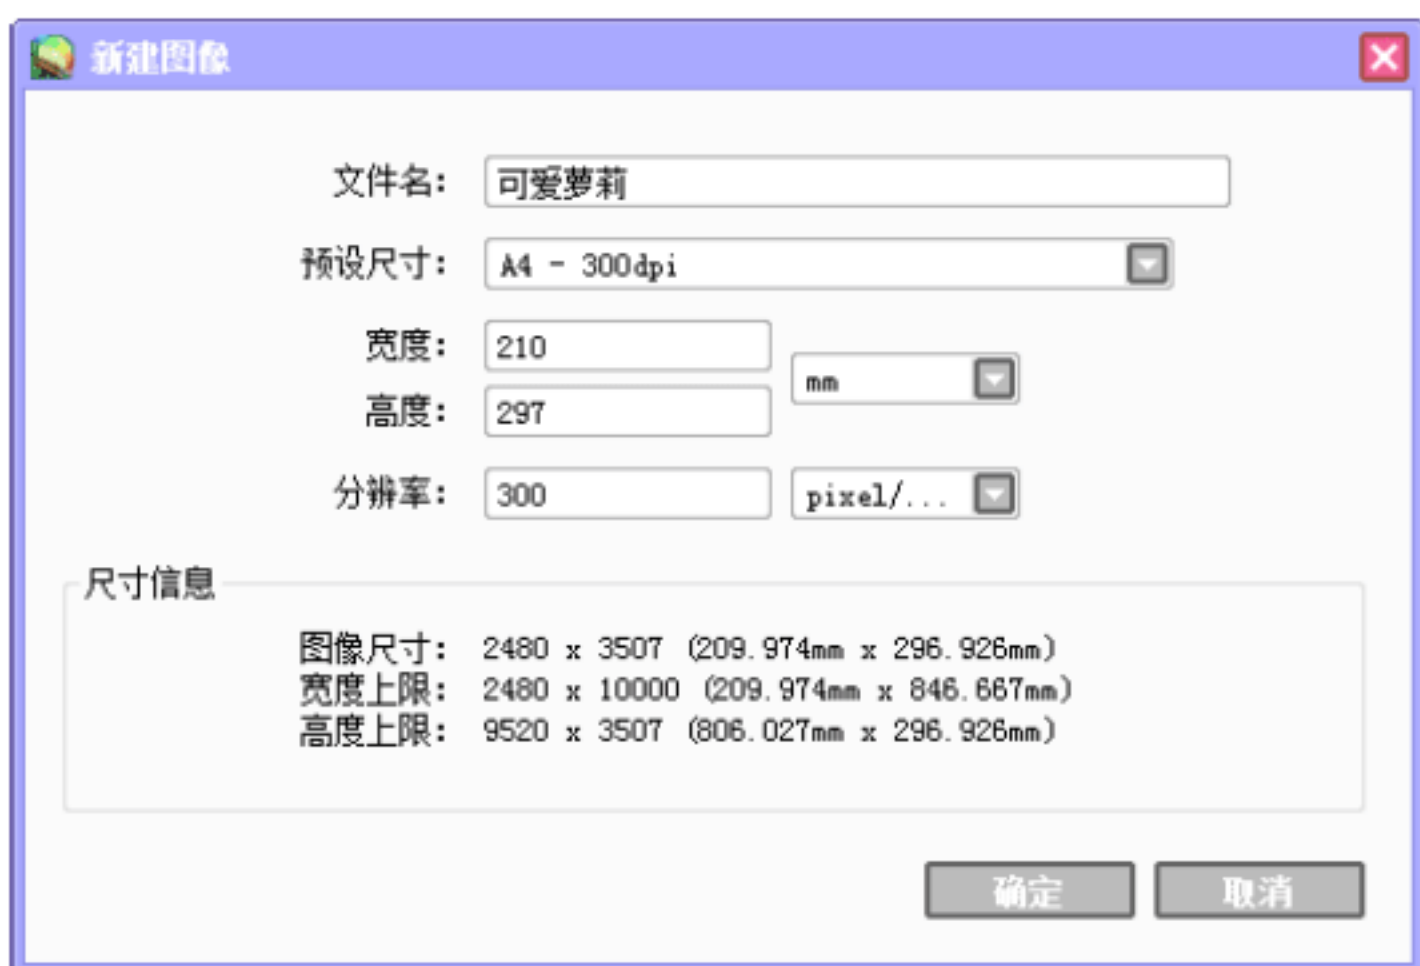 新建图像
文件名: 可爱萝莉
预设尺寸: A4 - 300dpi
宽度: 210
mm
高度: 297
分辨率: 300 pixel/...
尺寸信息
图像尺寸: 2480 x 3507 (209.974mm x 296.926mm)
宽度上限: 2480 x 10000 (209.974mm x 846.667mm)
高度上限: 9520 x 3507 (806.027mm x 296.926mm)
确定 取消